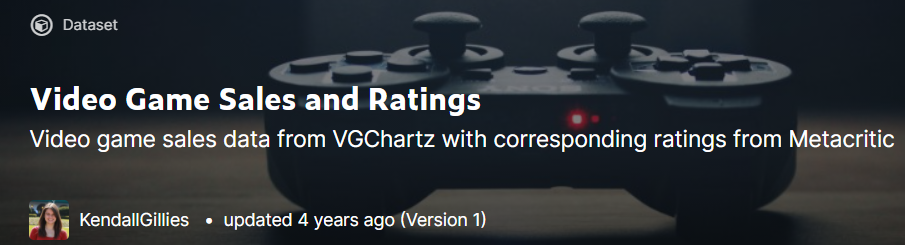 Dataset
Video Game Sales and Ratings
Video game sales data from VGChartz with corresponding ratings from Metacritic
KendallGillies • updated 4 years ago (Version 1)